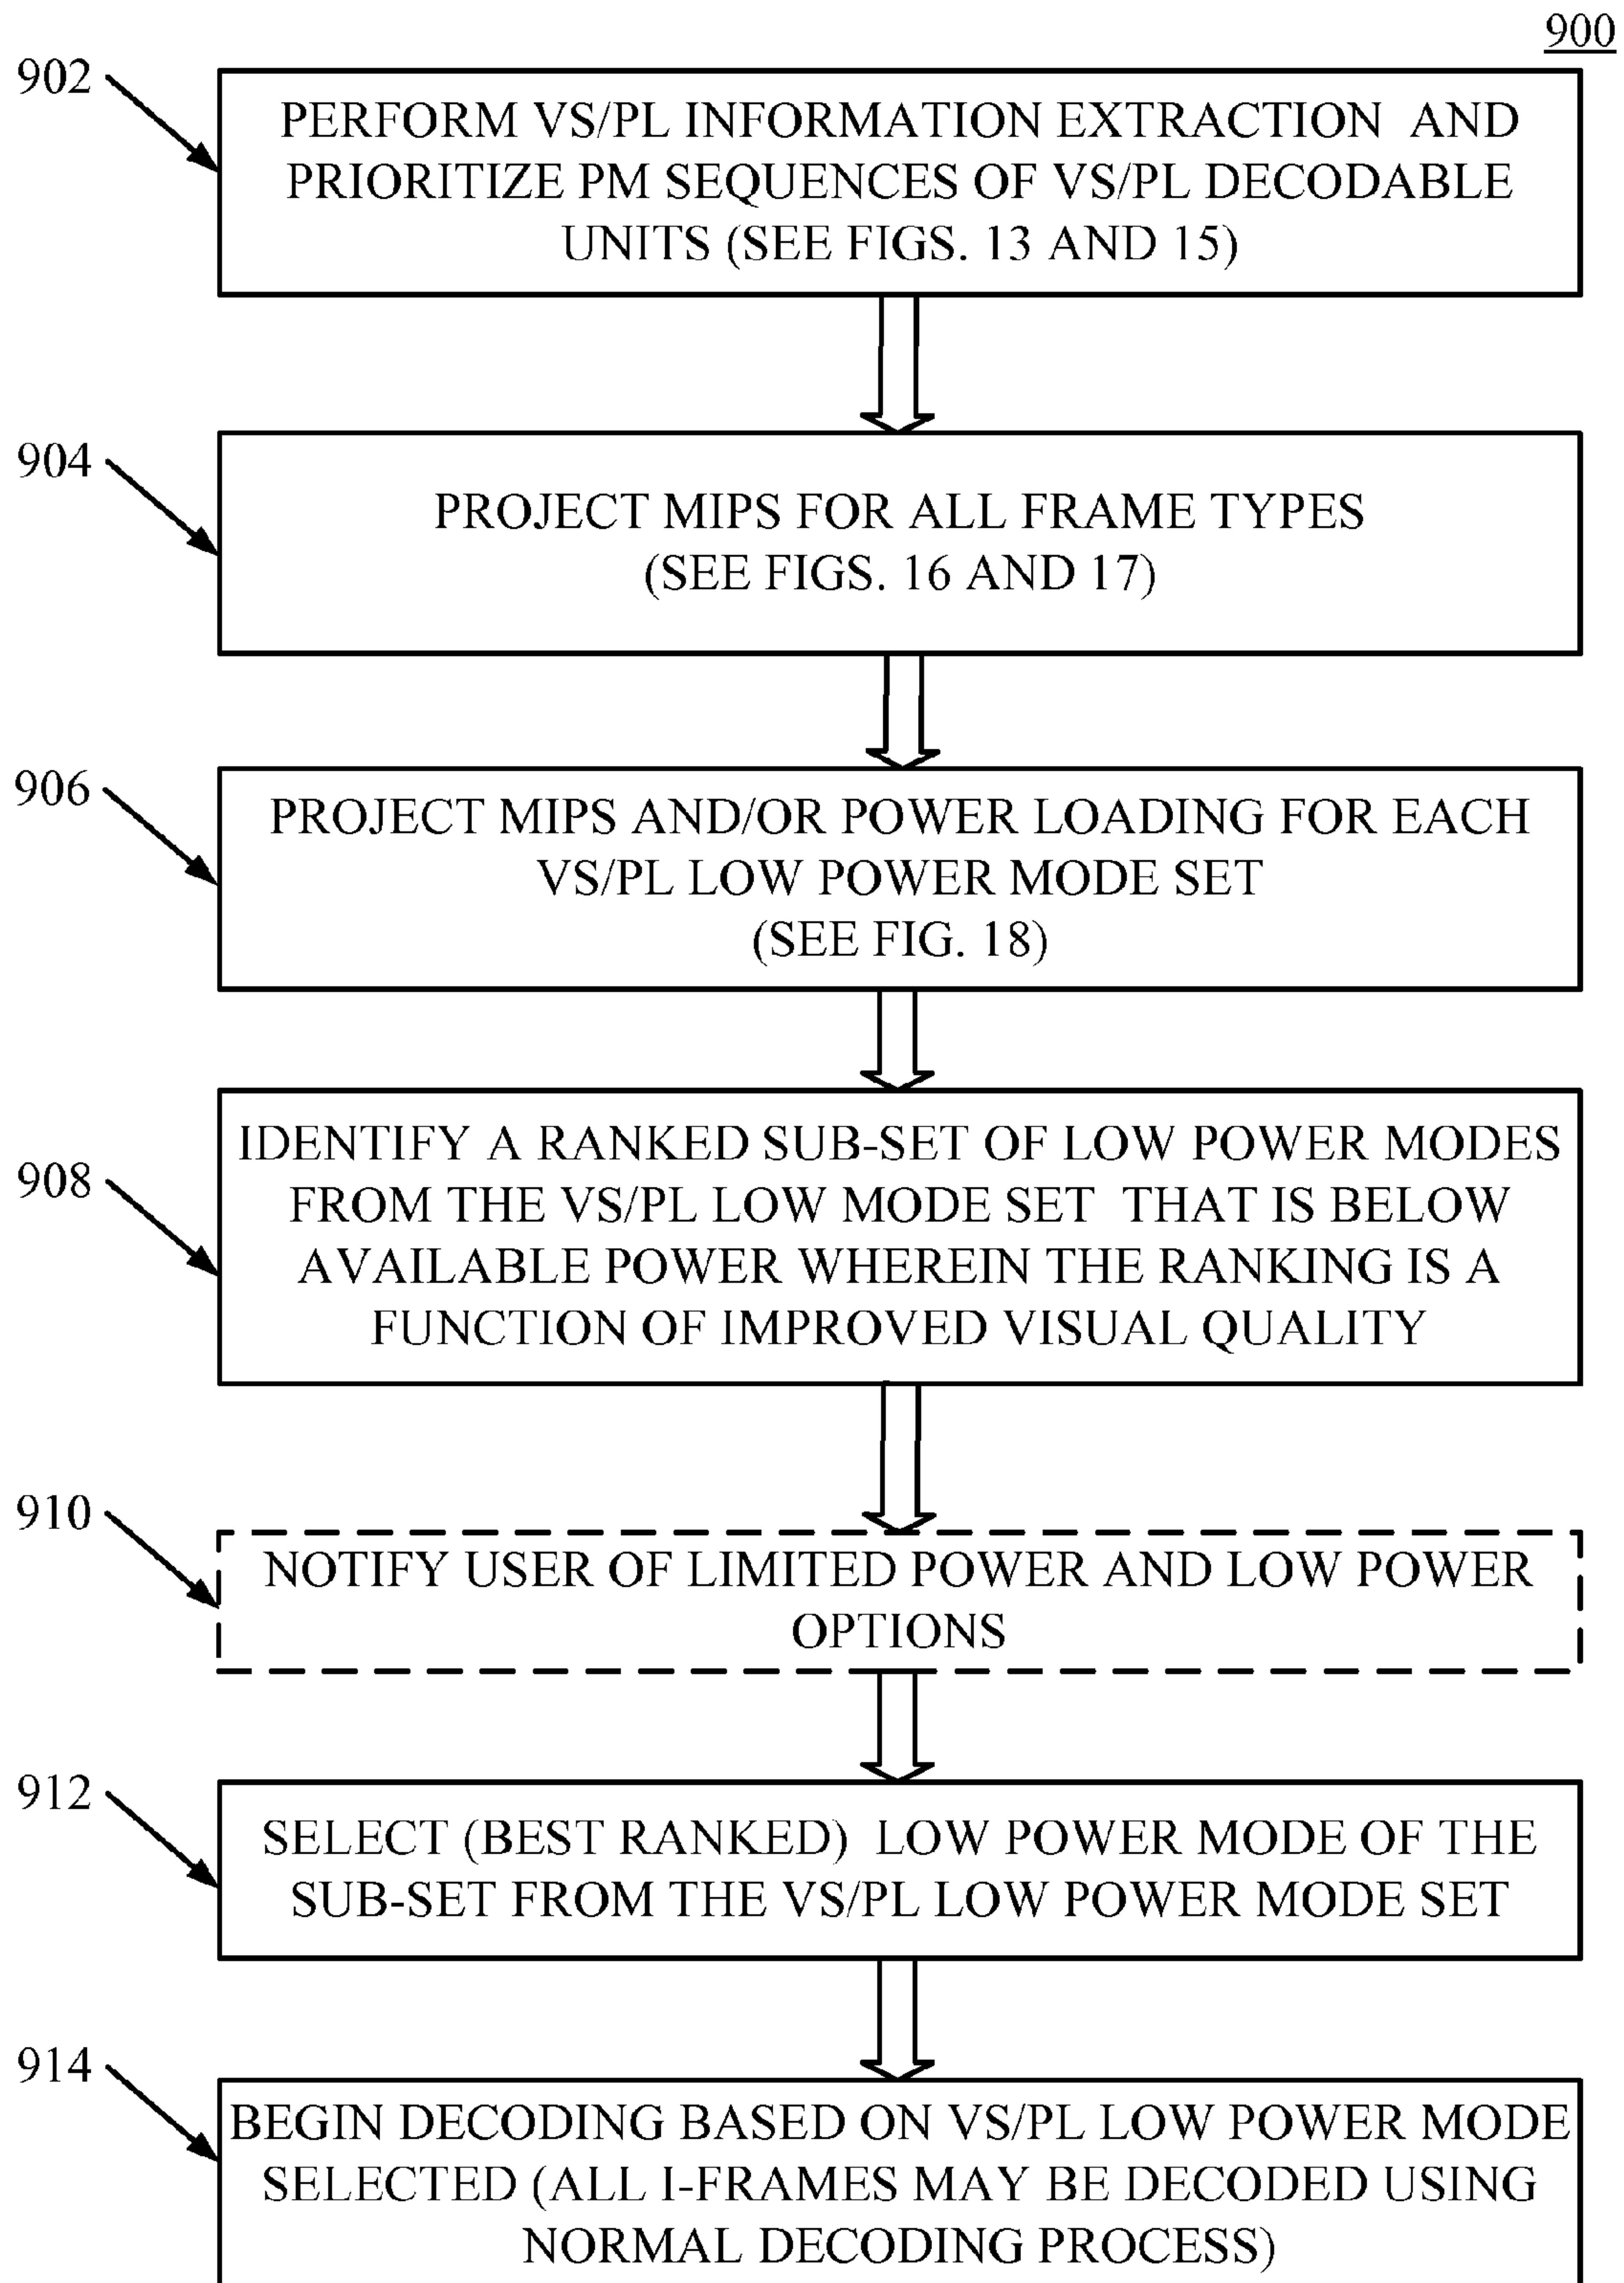 900
902
PERFORM VS/PL INFORMATION EXTRACTION AND
PRIORITIZE PM SEQUENCES OF VS/PL DECODABLE
UNITS (SEE FIGS. 13 AND 15)
904
PROJECT MIPS FOR ALL FRAME TYPES
(SEE FIGS. 16 AND 17)
906
PROJECT MIPS AND/OR POWER LOADING FOR EACH
VS/PL LOW POWER MODE SET
(SEE FIG. 18)
908
IDENTIFY A RANKED SUB-SET OF LOW POWER MODES
FROM THE VS/PL LOW MODE SET THAT IS BELOW
AVAILABLE POWER WHEREIN THE RANKING IS A
FUNCTION OF IMPROVED VISUAL QUALITY
910
NOTIFY USER OF LIMITED POWER AND LOW POWER
OPTIONS
912
SELECT (BEST RANKED) LOW POWER MODE OF THE
SUB-SET FROM THE VS/PL LOW POWER MODE SET
914
BEGIN DECODING BASED ON VS/PL LOW POWER MODE
SELECTED (ALL I-FRAMES MAY BE DECODED USING
NORMAL DECODING PROCESS)